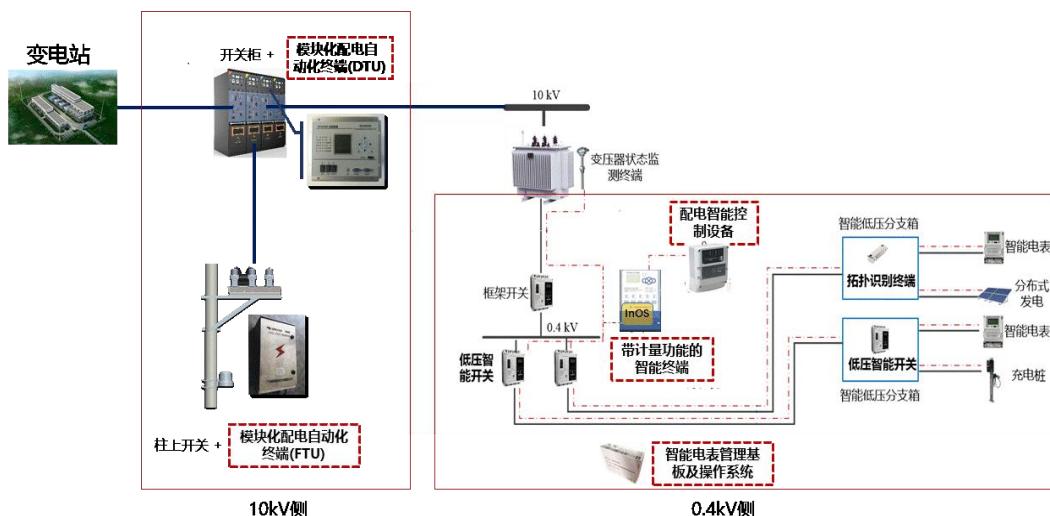 变电站
开关柜 +
模块化配电自
动化终端(DTU)
10 kV
变压器状态监
测终端
配电智能控
制设备
智能低压分支箱
拓扑识别终端
智能电表
分布式
发电
框架开关
InOS
0.4 kV
低压智
能开关
带计量功能的
智能终端
智能电表
低压智能开关
充电桩
智能低压分支箱
柱上开关 +
模块化配电自动化
终端(FTU)
智能电表管理基
板及操作系统
10kV侧
0.4kV侧